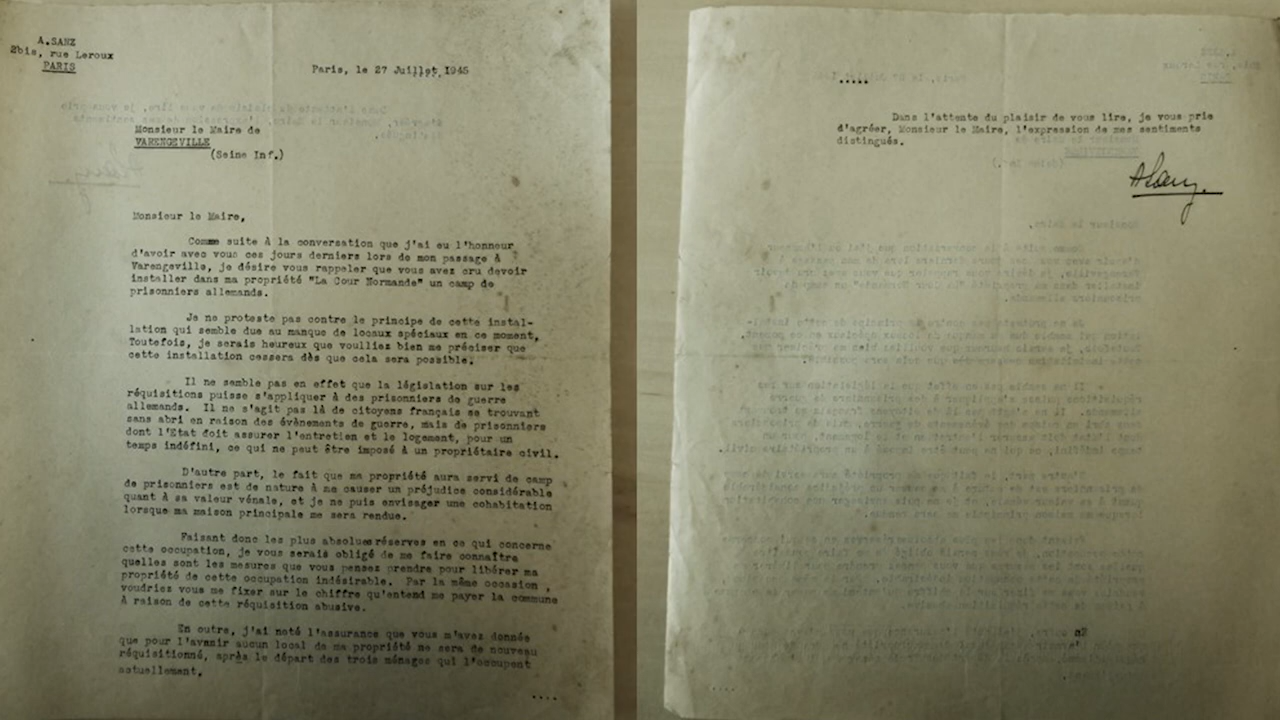 A.SANZ
2bis, rue Leroux
PARIS
Paris, le 27 Juillet 1945
Monsieur le Maire de
VARENGEVILLE
(Seine Inf.)
Monsieur le Maire,
Comme suite à la conversation que j'ai eu l'honneur
d'avoir avec vous ces jours derniers lors de mon passage à
Varengeville, je désire vous rappeler que vous avez cru devoir
installer dans ma propriété "La Cour Normande" un camp de
prisonniers allemands.
Je ne proteste pas contre le principe de cette instal-
lation qui semble due au manque de locaux spéciaux en ce moment,
Toutefois, je serais heureux que voulliez bien me préciser que
cette installation cessera dès que cela sera possible.
Il ne semble pas en effet que la législation sur les
réquisitions puisse s'appliquer à des prisonniers de guerre
allemands. Il ne s'agit pas là de citoyens français se trouvant
sans abri en raison des évènements de guerre, mais de prisonniers
dont l'Etat doit assurer l'entretien et le logement, pour un
temps indéfini, ce qui ne peut être imposé à un propriétaire civil.
D'autre part, le fait que ma propriété aura servi de camp
de prisonniers est de nature à me causer un préjudice considérable
quant à sa valeur vénale, et je ne puis envisager une cohabitation
lorsque ma maison principale me sera rendue.
Faisant donc les plus absolues réserves en ce qui concerne
cette occupation, je vous serais obligé de me faire connaître
quelles sont les mesures que vous pensez prendre pour libérer ma
propriété de cette occupation indésirable. Par la même occasion ,
voudriez vous me fixer sur le chiffre qu'entend me payer la commune
à raison de cette réquisition abusive.
En outre, j'ai noté l'assurance que vous m'avez donnée
que pour l'avenir aucun local de ma propriété ne sera de nouveau
réquisitionné, après le départ des trois ménages qui l'occupent
actuellement.
....
.....
Dans l'attente du plaisir de vous lire, je vous prie
d'agréer, Monsieur le Maire, l'expression de mes sentiments
distingués.
ASanz